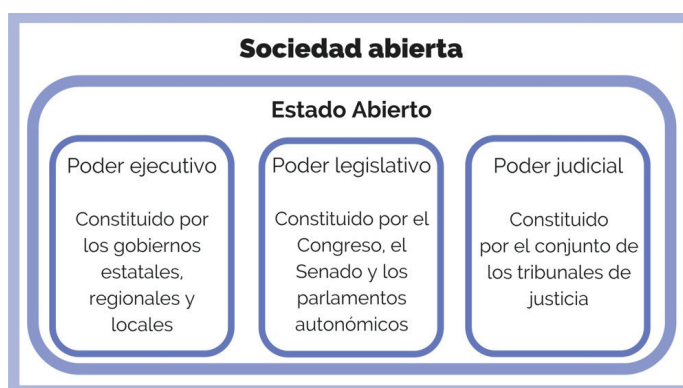 Sociedad abierta
Estado Abierto
Poder ejecutivo
Constituido por
los gobiernos
estatales,
regionales y
locales
Poder legislativo
Constituido por el
Congreso, el
Senado y los
parlamentos
autonómicos
Poder judicial
Constituido
por el conjunto de
los tribunales de
justicia